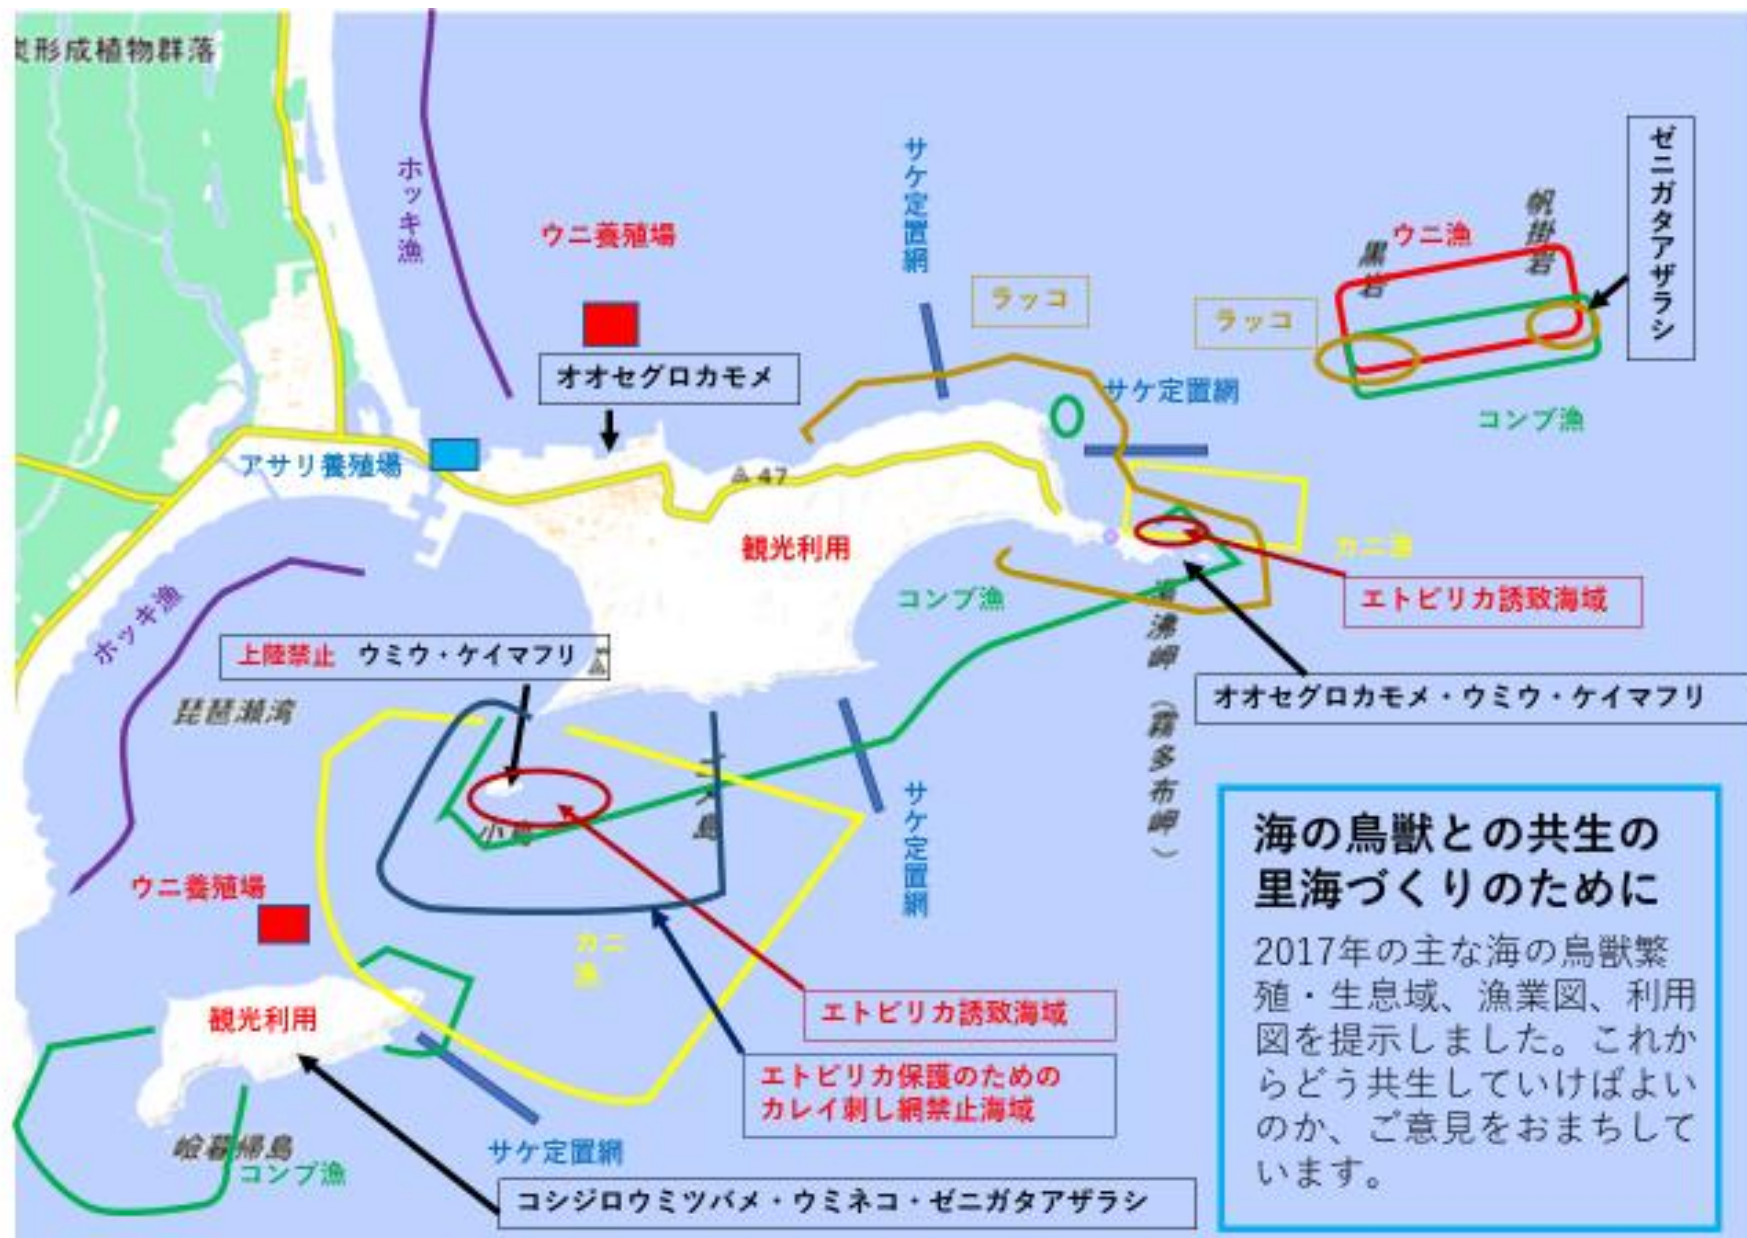 炭形成植物群落
ホッキ漁
ウニ養殖場
サケ定置網
ラッコ
ラッコ
黒岩
ウニ漁
帆掛岩
ゼニガタアザラシ
オオセグロカモメ
サケ定置網
コンブ漁
アサリ養殖場
47
観光利用
カニ漁
コンブ漁
エトピリカ誘致海域
ホッキ漁
上陸禁止 ウミウ・ケイマフリ
湯沸岬(霧多布岬)
オオセグロカモメ・ウミウ・ケイマフリ
琵琶瀬湾
小島
サケ定置網
ウニ養殖場
カニ
漁
観光利用
エトピリカ誘致海域
エトピリカ保護のための
カレイ刺し網禁止海域
嶮暮帰島
コンブ漁
サケ定置網
コシジロウミツバメ・ウミネコ・ゼニガタアザラシ
海の鳥獣との共生の
里海づくりのために
2017年の主な海の鳥獣繁
殖・生息域、漁業図、利用
図を提示しました。これか
らどう共生していけばよい
のか、ご意見をおまちして
います。